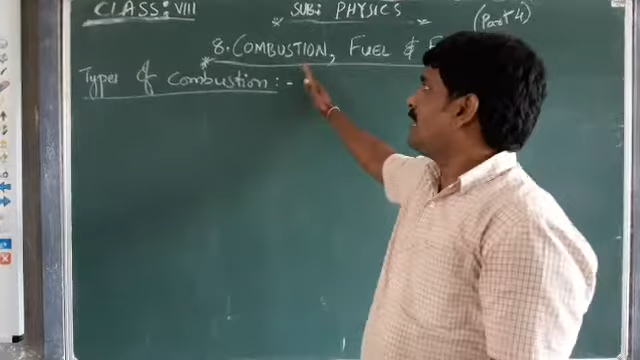 CLASS: VIII SUB: PHYSICS (Part 4)
8. COMBUSTION, FUEL &
Types of Combustion:-